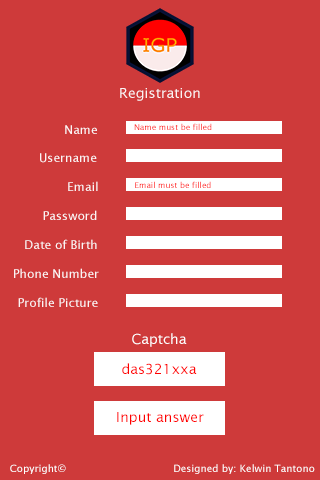 IGP
Registration
Name
Name must be filled
Username
Email
Email must be filled
Password
Date of Birth
Phone Number
Profile Picture
Captcha
das321xxa
Input answer
Copyright©
Designed by: Kelwin Tantono